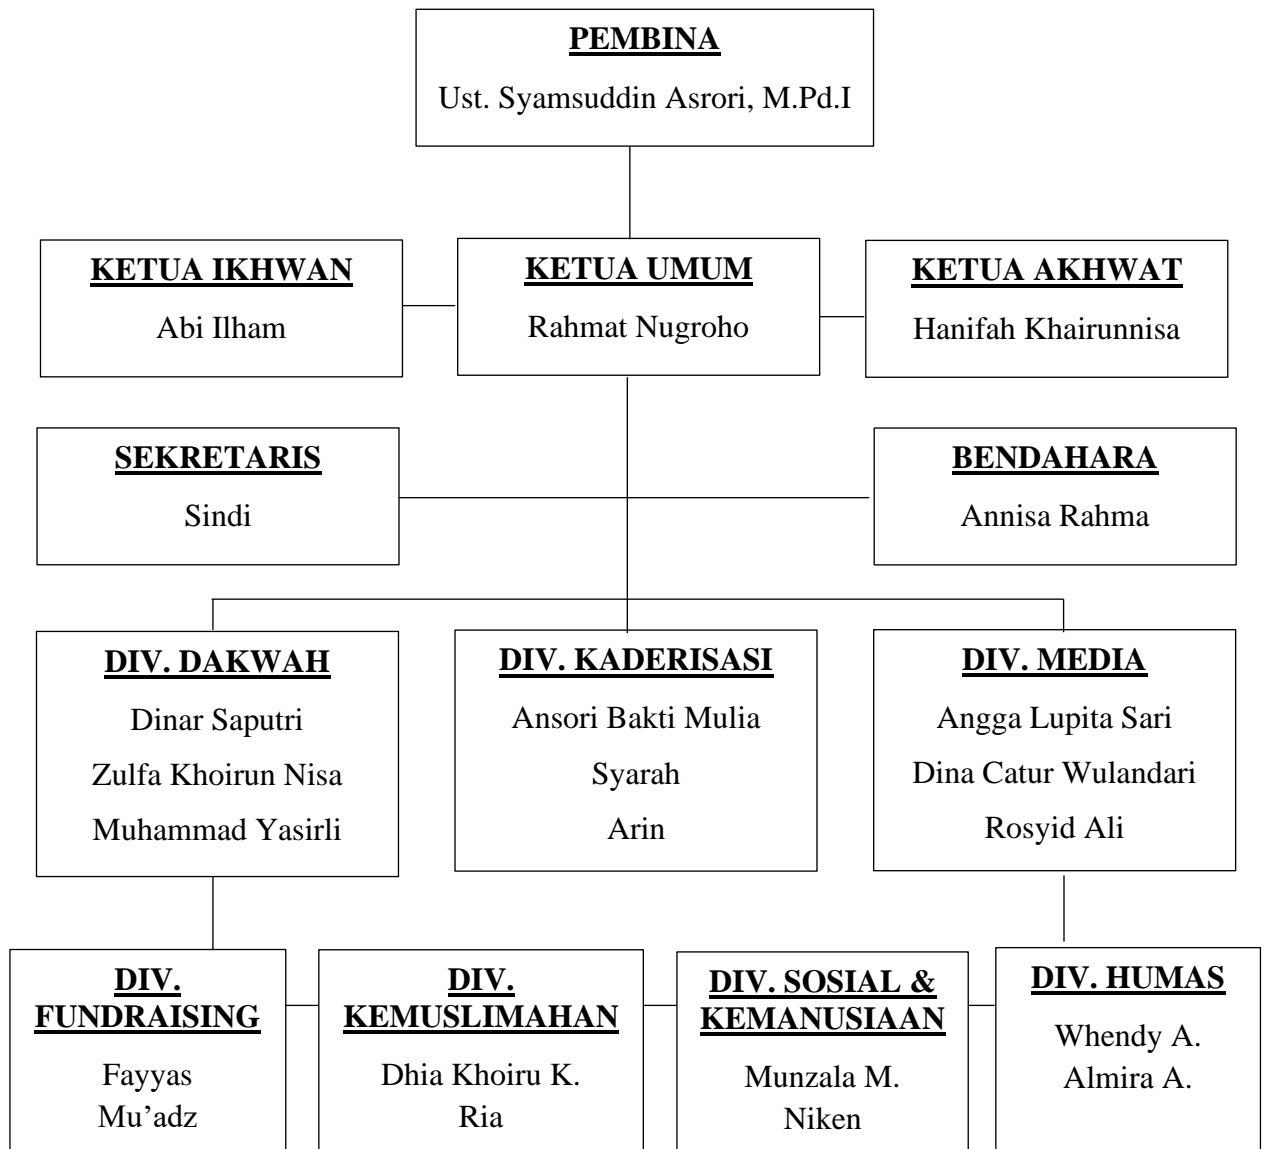 PEMBINA
Ust. Syamsuddin Asrori, M.Pd.I
KETUA IKHWAN
Abi Ilham
KETUA UMUM
Rahmat Nugroho
KETUA AKHWAT
Hanifah Khairunnisa
SEKRETARIS
Sindi
BENDAHARA
Annisa Rahma
DIV. DAKWAH
Dinar Saputri
Zulfa Khoirun Nisa
Muhammad Yasirli
DIV. KADERISASI
Ansori Bakti Mulia
Syarah
Arin
DIV. MEDIA
Angga Lupita Sari
Dina Catur Wulandari
Rosyid Ali
DIV.
FUNDRAISING
Fayyas
Mu’adz
DIV.
KEMUSLIMAHAN
Dhia Khoiru K.
Ria
DIV. SOSIAL &
KEMANUSIAAN
Munzala M.
Niken
DIV. HUMAS
Whendy A.
Almira A.